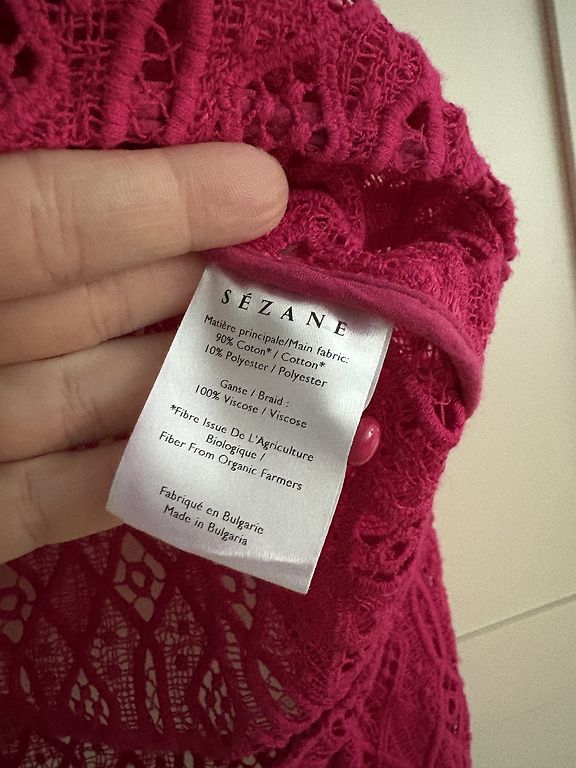 SÉZANE
Matière principale/Main fabric:
90% Coton* / Cotton*
10% Polyester / Polyester
Ganse / Braid :
100% Viscose / Viscose
*Fibre Issue De L'Agriculture
Biologique /
Fiber From Organic Farmers
Fabriqué en Bulgarie
Made in Bulgaria